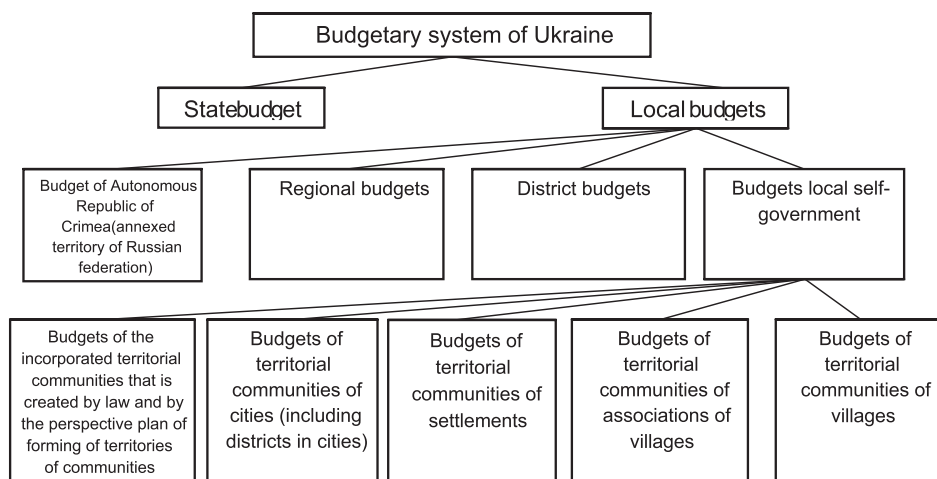 Budgetary system of Ukraine
Statebudget
Local budgets
Budget of Autonomous
Republic of
Crimea(annexed
territory of Russian
federation)
Regional budgets
District budgets
Budgets local self-
government
Budgets of the
incorporated territorial
communities that is
created by law and by
the perspective plan of
forming of territories
of communities
Budgets of
territorial
communities of
cities (including
districts in cities)
Budgets of
territorial
communities of
settlements
Budgets of
territorial
communities of
associations of
villages
Budgets of
territorial
communities of
villages